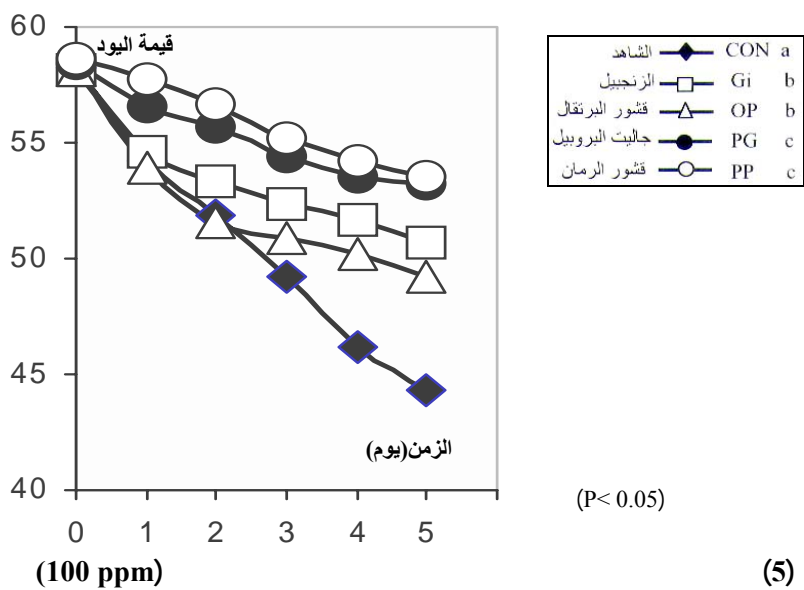 60
قيمة اليود
55
50
45
40
الزمن(يوم)
0 1 2 3 4 5
الشاهد CON a
الزنجبيل Gi b
قشور البرتقال OP b
جاليت البروبيل PG c
قشور الرمان PP c
(P< 0.05)
(100 ppm)
(5)